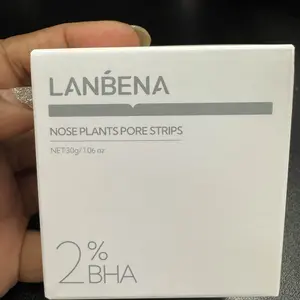 LANBENA
NOSE PLANTS PORE STRIPS
NET:30g/1.06 oz
2%
BHA